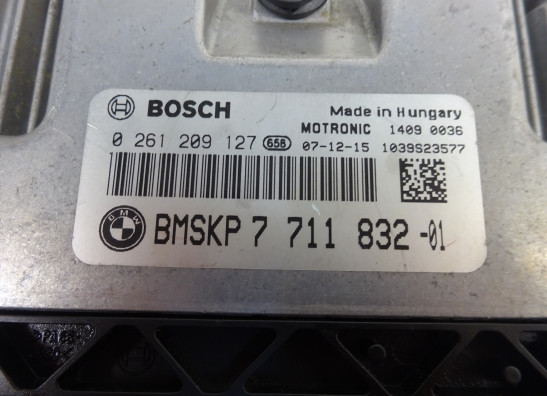 BOSCH Made in Hungary
MOTRONIC 1409 0036
0 261 209 127 658 07-12-15 1039S23577
BMW BMSKP 7 711 832 -01